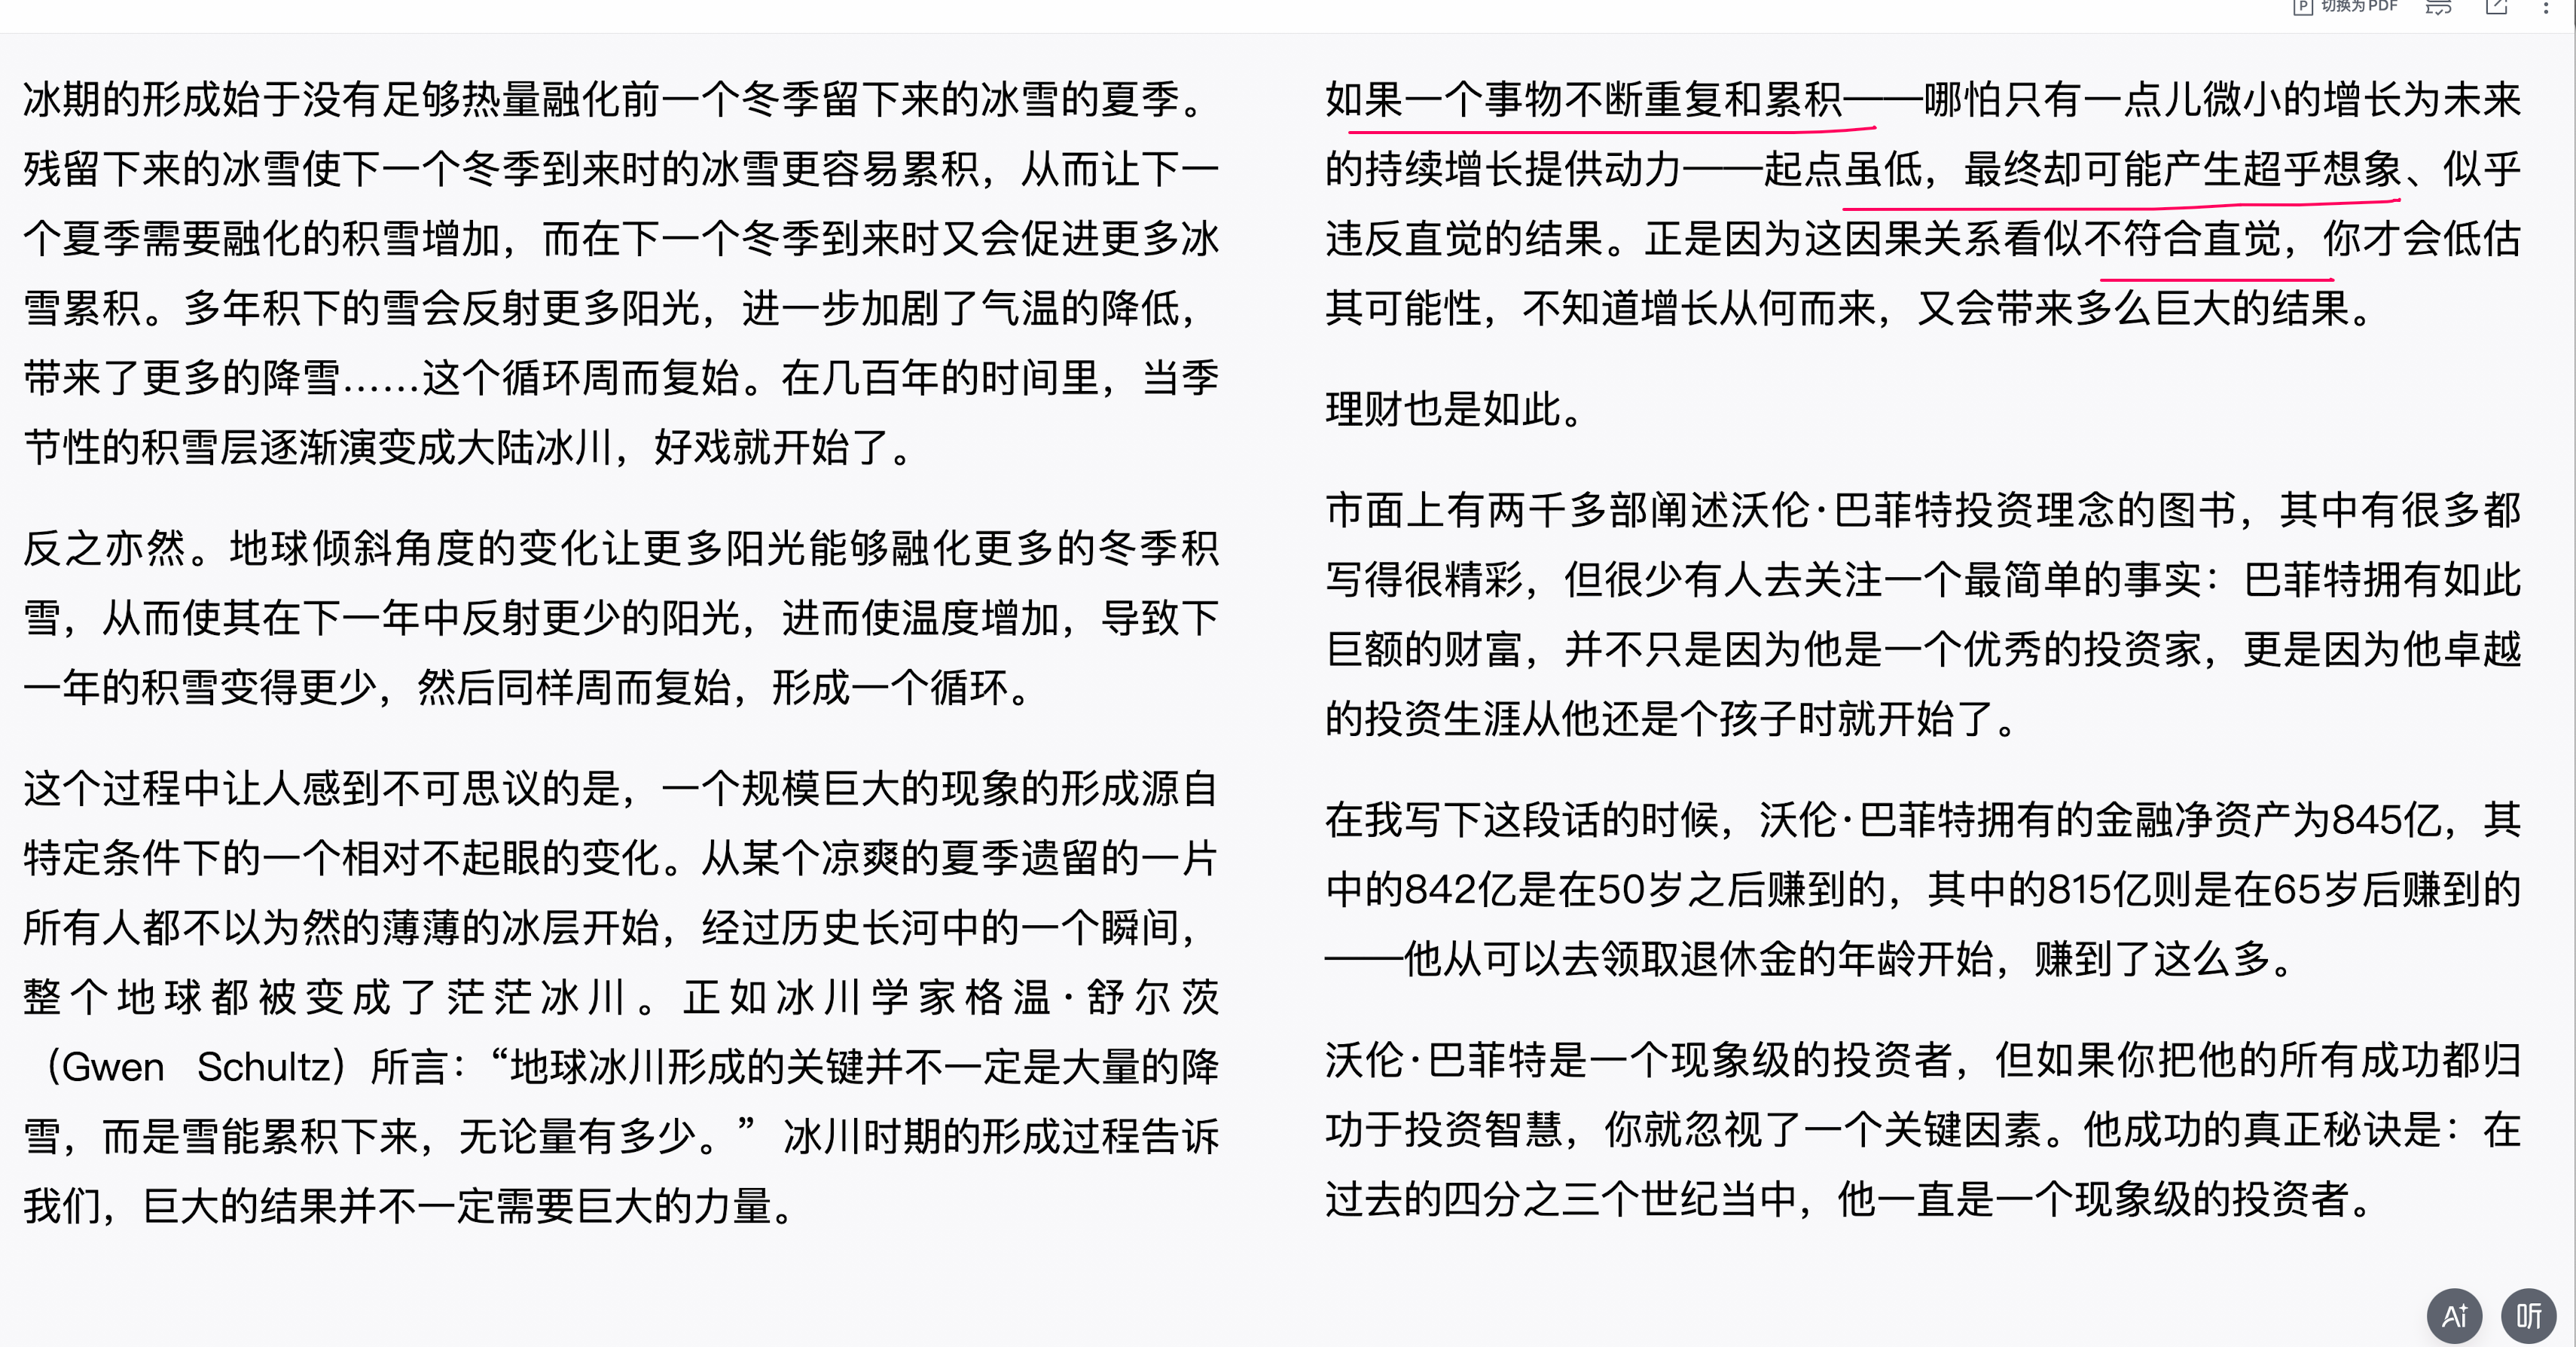 切换为PDF
冰期的形成始于没有足够热量融化前一个冬季留下来的冰雪的夏季。
残留下来的冰雪使下一个冬季到来时的冰雪更容易累积，从而让下一
个夏季需要融化的积雪增加，而在下一个冬季到来时又会促进更多冰
雪累积。多年积下的雪会反射更多阳光，进一步加剧了气温的降低，
带来了更多的降雪……这个循环周而复始。在几百年的时间里，当季
节性的积雪层逐渐演变成大陆冰川，好戏就开始了。
反之亦然。地球倾斜角度的变化让更多阳光能够融化更多的冬季积
雪，从而使其在下一年中反射更少的阳光，进而使温度增加，导致下
一年的积雪变得更少，然后同样周而复始，形成一个循环。
这个过程中让人感到不可思议的是，一个规模巨大的现象的形成源自
特定条件下的一个相对不起眼的变化。从某个凉爽的夏季遗留的一片
所有人都不以为然的薄薄的冰层开始，经过历史长河中的一个瞬间，
整个地球都被变成了茫茫冰川。正如冰川学家格温·舒尔茨
（Gwen Schultz）所言：“地球冰川形成的关键并不一定是大量的降
雪，而是雪能累积下来，无论量有多少。” 冰川时期的形成过程告诉
我们，巨大的结果并不一定需要巨大的力量。
如果一个事物不断重复和累积——哪怕只有一点儿微小的增长为未来
的持续增长提供动力——起点虽低，最终却可能产生超乎想象、似乎
违反直觉的结果。正是因为这因果关系看似不符合直觉，你才会低估
其可能性，不知道增长从何而来，又会带来多么巨大的结果。
理财也是如此。
市面上有两千多部阐述沃伦·巴菲特投资理念的图书，其中有很多都
写得很精彩，但很少有人去关注一个最简单的事实：巴菲特拥有如此
巨额的财富，并不只是因为他是一个优秀的投资家，更是因为他卓越
的投资生涯从他还是个孩子时就开始了。
在我写下这段话的时候，沃伦·巴菲特拥有的金融净资产为845亿，其
中的842亿是在50岁之后赚到的，其中的815亿则是在65岁后赚到的
——他从可以去领取退休金的年龄开始，赚到了这么多。
沃伦·巴菲特是一个现象级的投资者，但如果你把他的所有成功都归
功于投资智慧，你就忽视了一个关键因素。他成功的真正秘诀是：在
过去的四分之三个世纪当中，他一直是一个现象级的投资者。
Ai
听